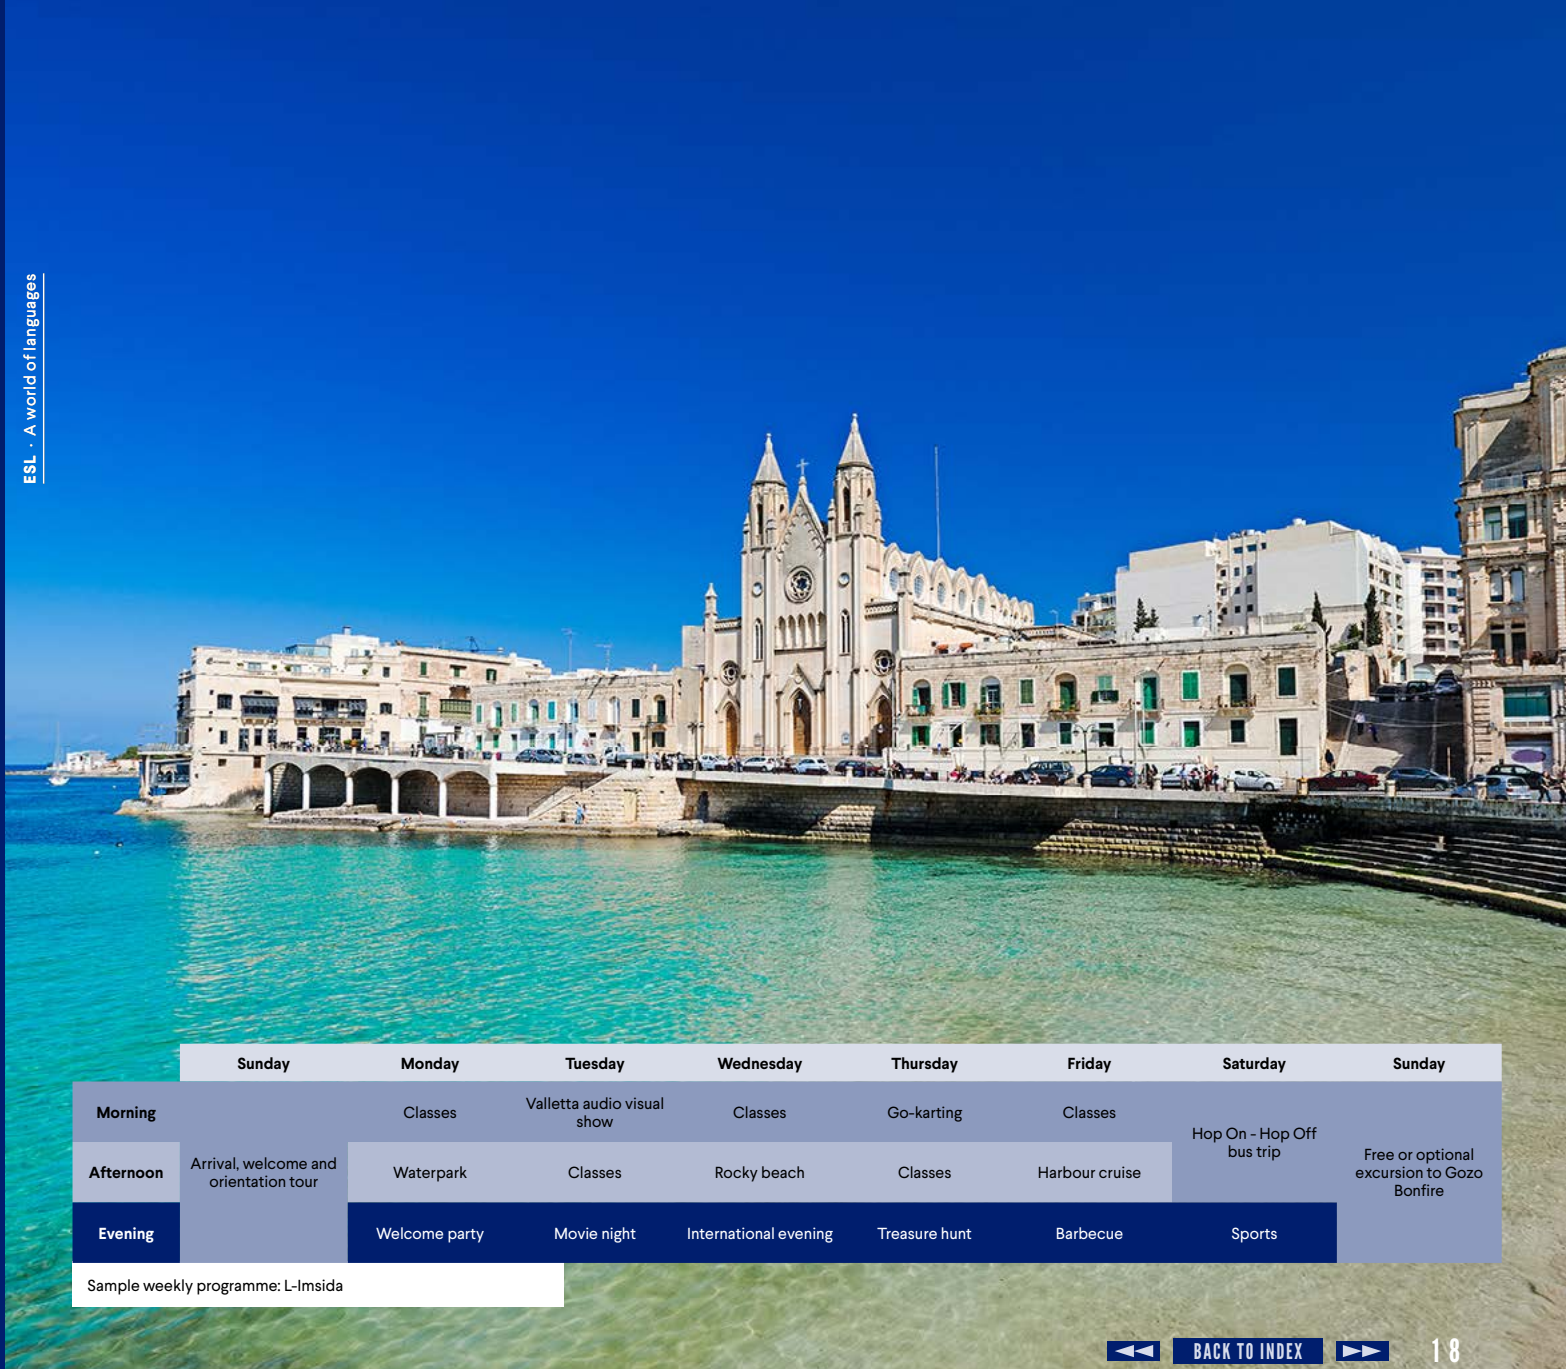 ESL · A world of languages
Sunday Monday Tuesday Wednesday Thursday Friday Saturday Sunday
Morning
Arrival, welcome and
orientation tour
Classes
Valletta audio visual
show
Classes
Go-karting
Classes
Hop On - Hop Off
bus trip
Free or optional
excursion to Gozo
Bonfire
Afternoon
Waterpark
Classes
Rocky beach
Classes
Harbour cruise
Evening
Welcome party
Movie night
International evening
Treasure hunt
Barbecue
Sports
Sample weekly programme: L-Imsida
BACK TO INDEX
18